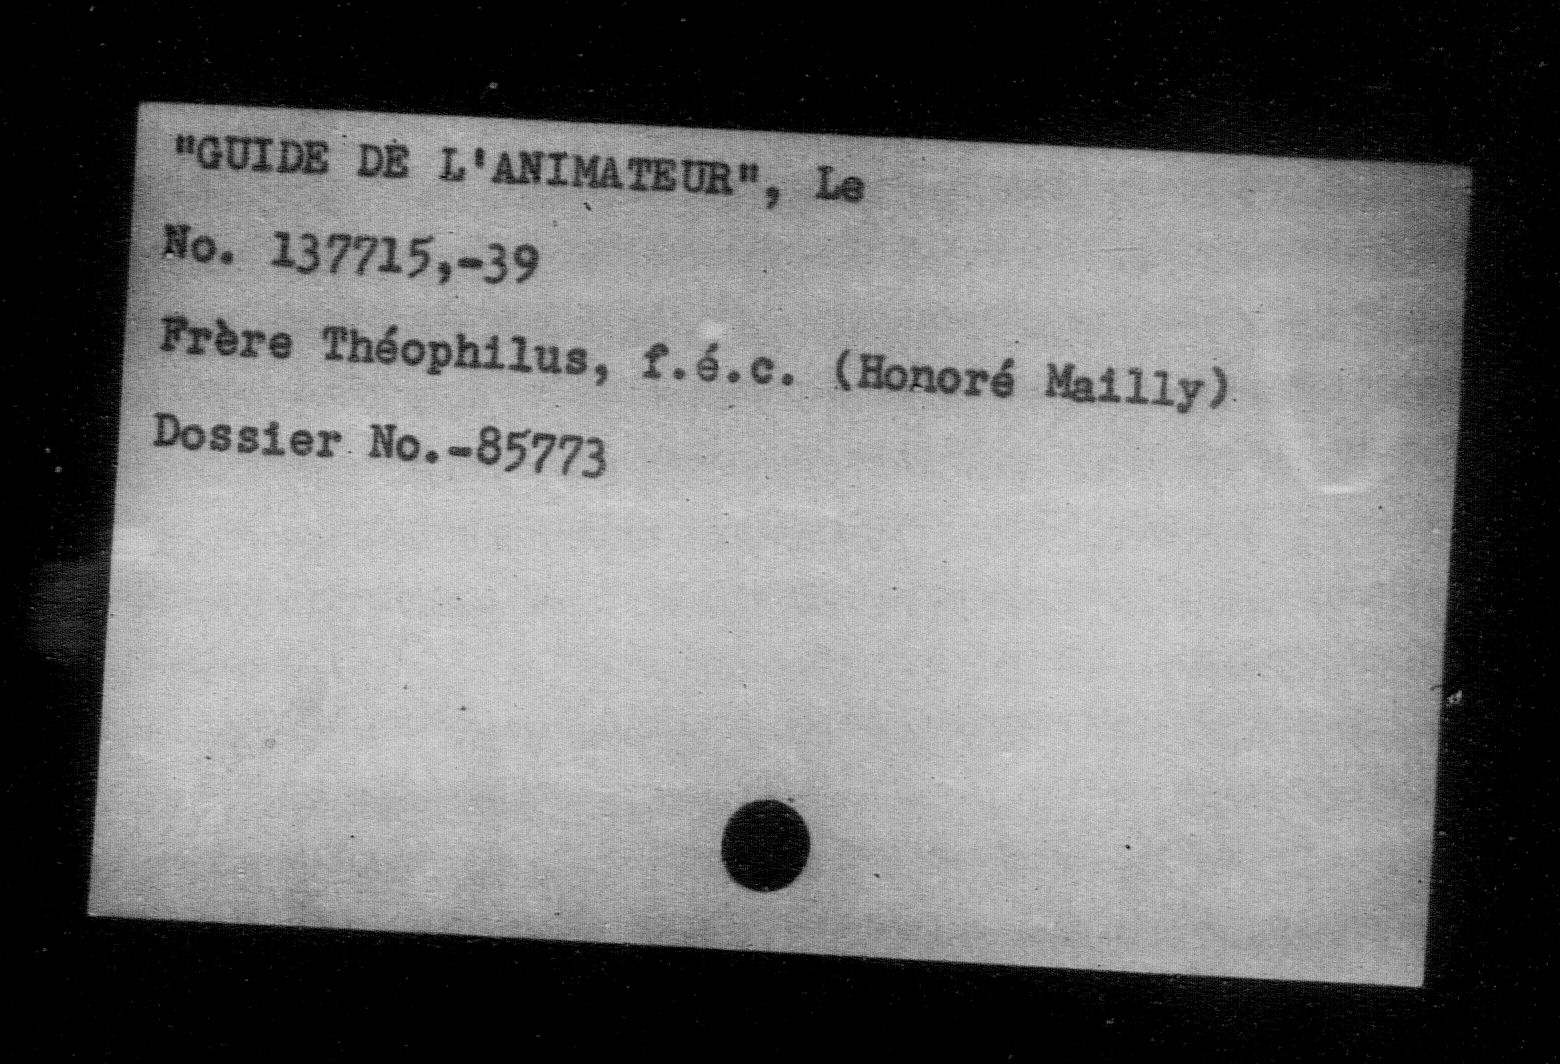 "GUIDE DE L'ANIMATEUR", Le
No. 137715,-39
Frère Théophilus, f.é.c. (Honoré Mailly)
Dossier No.-85773